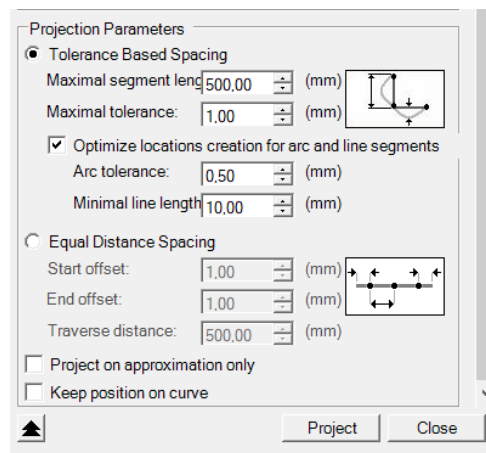 Projection Parameters
Tolerance Based Spacing
Maximal segment leng 500,00 (mm)
Maximal tolerance: 1,00 (mm)
Optimize locations creation for arc and line segments
Arc tolerance: 0,50 (mm)
Minimal line length 10,00 (mm)
Equal Distance Spacing
Start offset: 1,00 (mm)
End offset: 1,00 (mm)
Traverse distance: 500,00 (mm)
Project on approximation only
Keep position on curve
Project Close